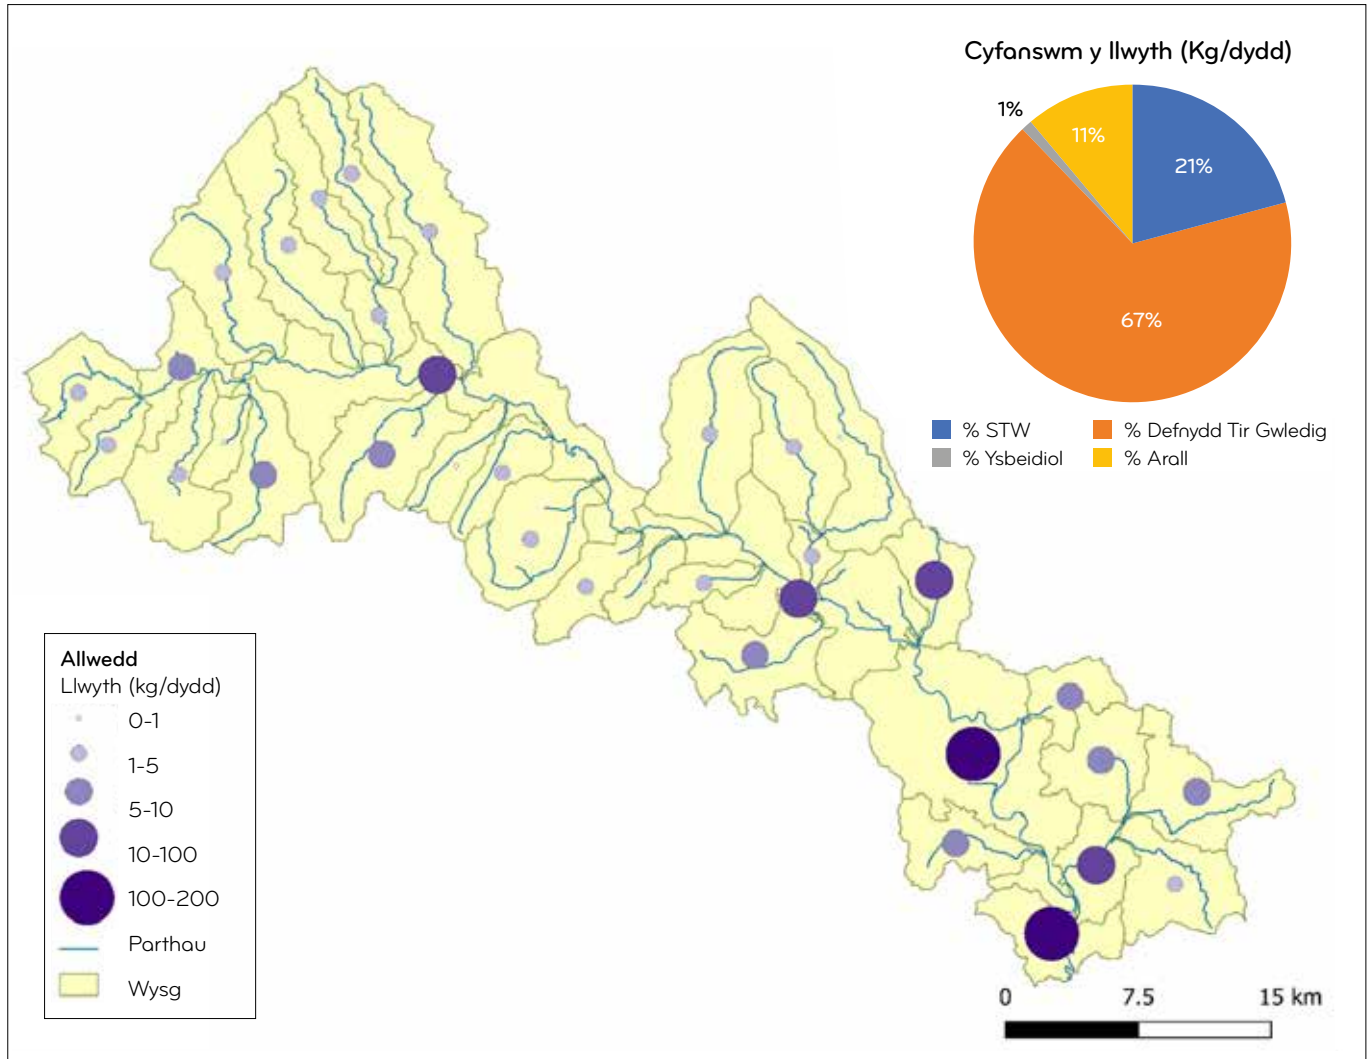 Cyfanswm y llwyth (Kg/dydd)
1%
11%
21%
67%
% STW
% Defnydd Tir Gwledig
% Ysbeidiol
% Arall
Allwedd
Llwyth (kg/dydd)
0-1
1-5
5-10
10-100
100-200
Parthau
Wysg
0 7.5 15 km